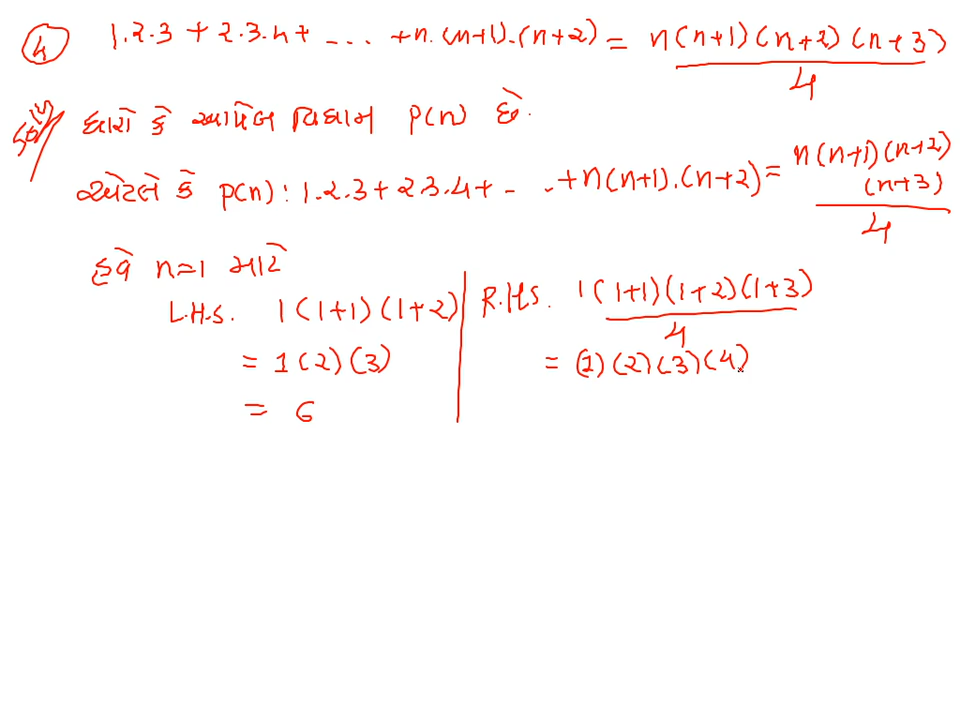 4 1.2.3 + 2.3.4 + ... + n.(n+1).(n+2) = n(n+1)(n+2)(n+3) / 4
ધારો કે આપેલ વિધાન P(n) છે.
એટલે કે P(n) : 1.2.3 + 2.3.4 + - .. + n(n+1).(n+2) = n(n+1)(n+2)(n+3) / 4
હવે n=1 માટે
L.H.S. 1(1+1)(1+2)
= 1(2)(3)
= 6
R.H.S. 1(1+1)(1+2)(1+3) / 4
= (1)(2)(3)(4)